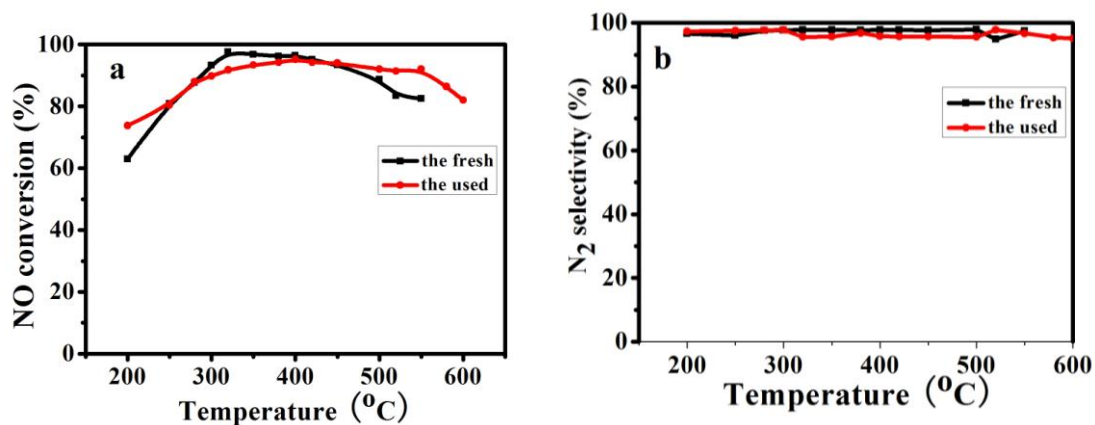 a
NO conversion (%)
100
80
60
40
20
0
the fresh
the used
200 300 400 500 600
Temperature (°C)
b
N₂ selectivity (%)
100
80
60
40
20
0
the fresh
the used
200 300 400 500 600
Temperature (°C)